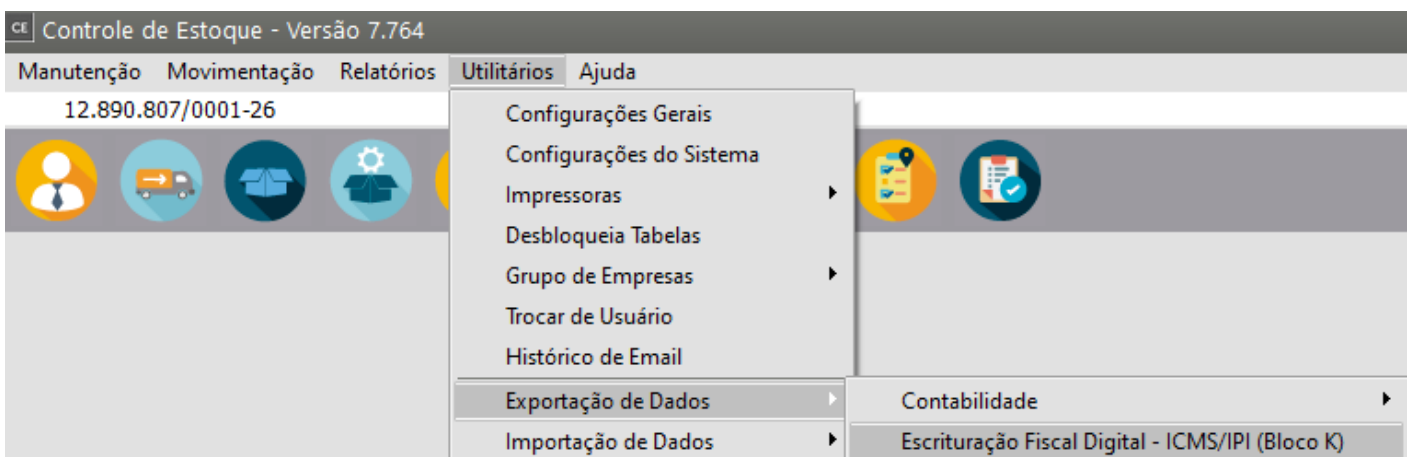 CE Controle de Estoque - Versão 7.764
Manutenção Movimentação Relatórios Utilitários Ajuda
12.890.807/0001-26
Configurações Gerais
Configurações do Sistema
Impressoras
Desbloqueia Tabelas
Grupo de Empresas
Trocar de Usuário
Histórico de Email
Exportação de Dados
Contabilidade
Importação de Dados
Escrituração Fiscal Digital - ICMS/IPI (Bloco K)